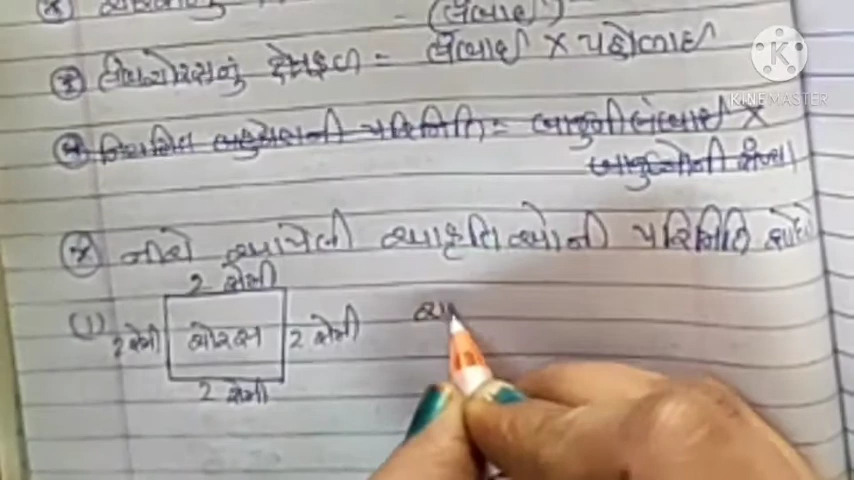 (લંબાઈ)
③ લંબચોરસનું ક્ષેત્રફળ = લંબાઈ X પહોળાઈ
KINEMASTER
નિયમિત બહુકોણની પરિમિતિ = બાજુની લંબાઈ X
બાજુઓની સંખ્યા
* નીચે આપેલી આકૃતિઓની પરિમિતિ શોધો
2 સેમી
(1) 2 સેમી ચોરસ 2 સેમી
2 સેમી